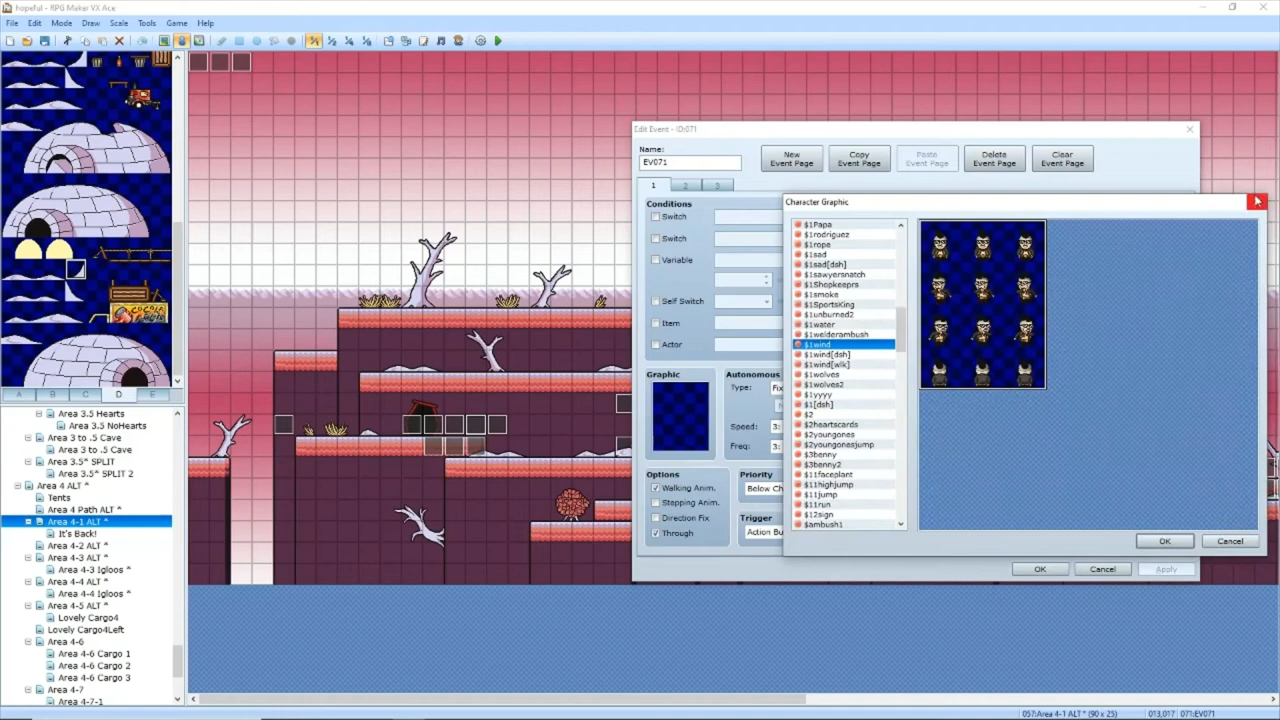 hopeful - RPG Maker VX Ace
File Edit Mode Draw Scale Tools Game Help
A B C D E
Area 3.5 Hearts
Area 3.5 NoHearts
Area 3 to .5 Cave
Area 3 to .5 Cave
Area 3.5* SPLIT
Area 3.5* SPLIT 2
Area 4 ALT ^
Tents
Area 4 Path ALT ^
Area 4-1 ALT ^
It's Back!
Area 4-2 ALT ^
Area 4-3 ALT ^
Area 4-3 Igloos ^
Area 4-4 ALT ^
Area 4-4 Igloos ^
Area 4-5 ALT ^
Lovely Cargo4
Lovely Cargo4Left
Area 4-6
Area 4-6 Cargo 1
Area 4-6 Cargo 2
Area 4-6 Cargo 3
Area 4-7
Area 4-7-1
Edit Event - ID:071
Name:
EV071
New Event Page
Copy Event Page
Paste Event Page
Delete Event Page
Clear Event Page
1 2 3
Conditions
Switch
Switch
Variable
Self Switch
Item
Actor
Graphic
Autonomous
Type: Fix
Speed: 3:
Freq: 3:
Options
Walking Anim.
Stepping Anim.
Direction Fix
Through
Priority
Below Ch
Trigger
Action Bu
OK Cancel Apply
Character Graphic
$1Papa
$1rodriguez
$1rope
$1sad
$1sad[dsh]
$1sawyersnatch
$1Shopkeeprs
$1smoke
$1SportsKing
$1unburned2
$1water
$1welderambush
$1wind
$1wind[dsh]
$1wind[wlk]
$1wolves
$1wolves2
$1yyyy
$1[dsh]
$2
$2heartscards
$2youngones
$2youngonesjump
$3benny
$3benny2
$11faceplant
$11highjump
$11jump
$11run
$12sign
$ambush1
OK Cancel
057:Area 4-1 ALT ^ (90 x 25) 013,017 071:EV071